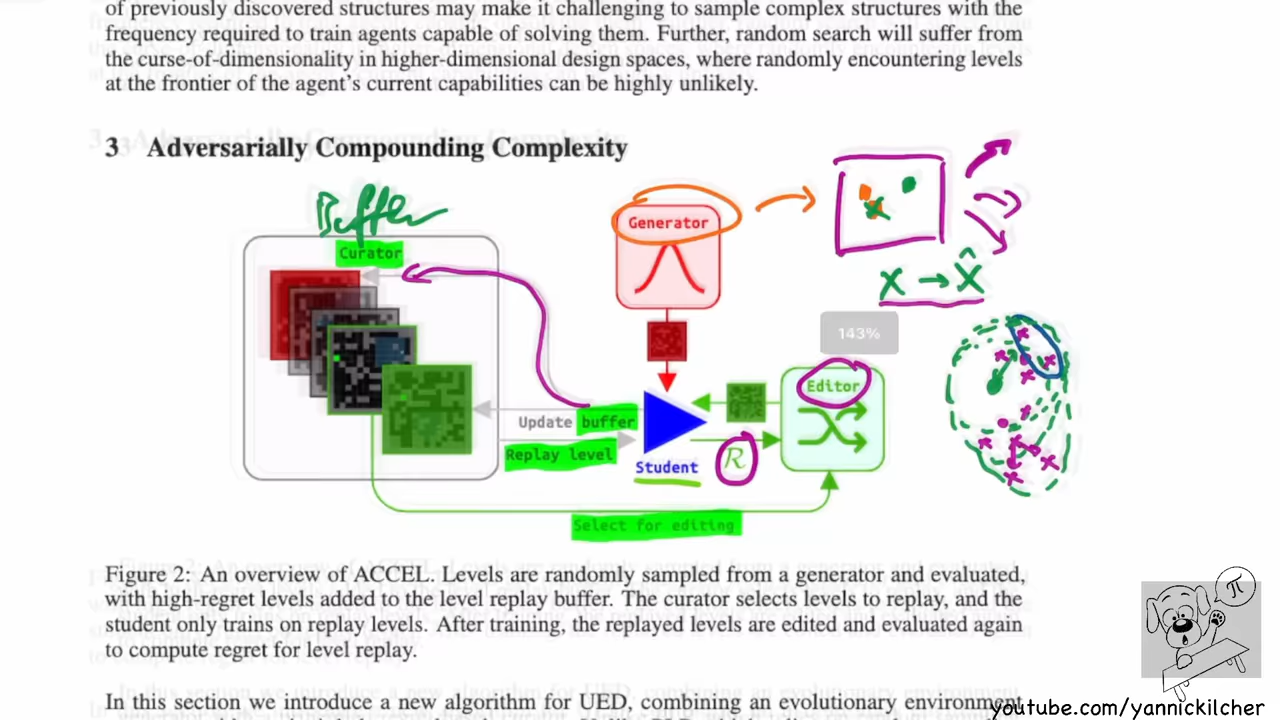 of previously discovered structures may make it challenging to sample complex structures with the
frequency required to train agents capable of solving them. Further, random search will suffer from
the curse-of-dimensionality in higher-dimensional design spaces, where randomly encountering levels
at the frontier of the agent's current capabilities can be highly unlikely.
3 Adversarially Compounding Complexity
Buffer
Curator
Generator
X → X̂
143%
Editor
Update buffer
Replay level
Student
R
Select for editing
Figure 2: An overview of ACCEL. Levels are randomly sampled from a generator and evaluated,
with high-regret levels added to the level replay buffer. The curator selects levels to replay, and the
student only trains on replay levels. After training, the replayed levels are edited and evaluated again
to compute regret for level replay.
In this section we introduce a new algorithm for UED, combining an evolutionary environment
π
youtube.com/yannickilcher